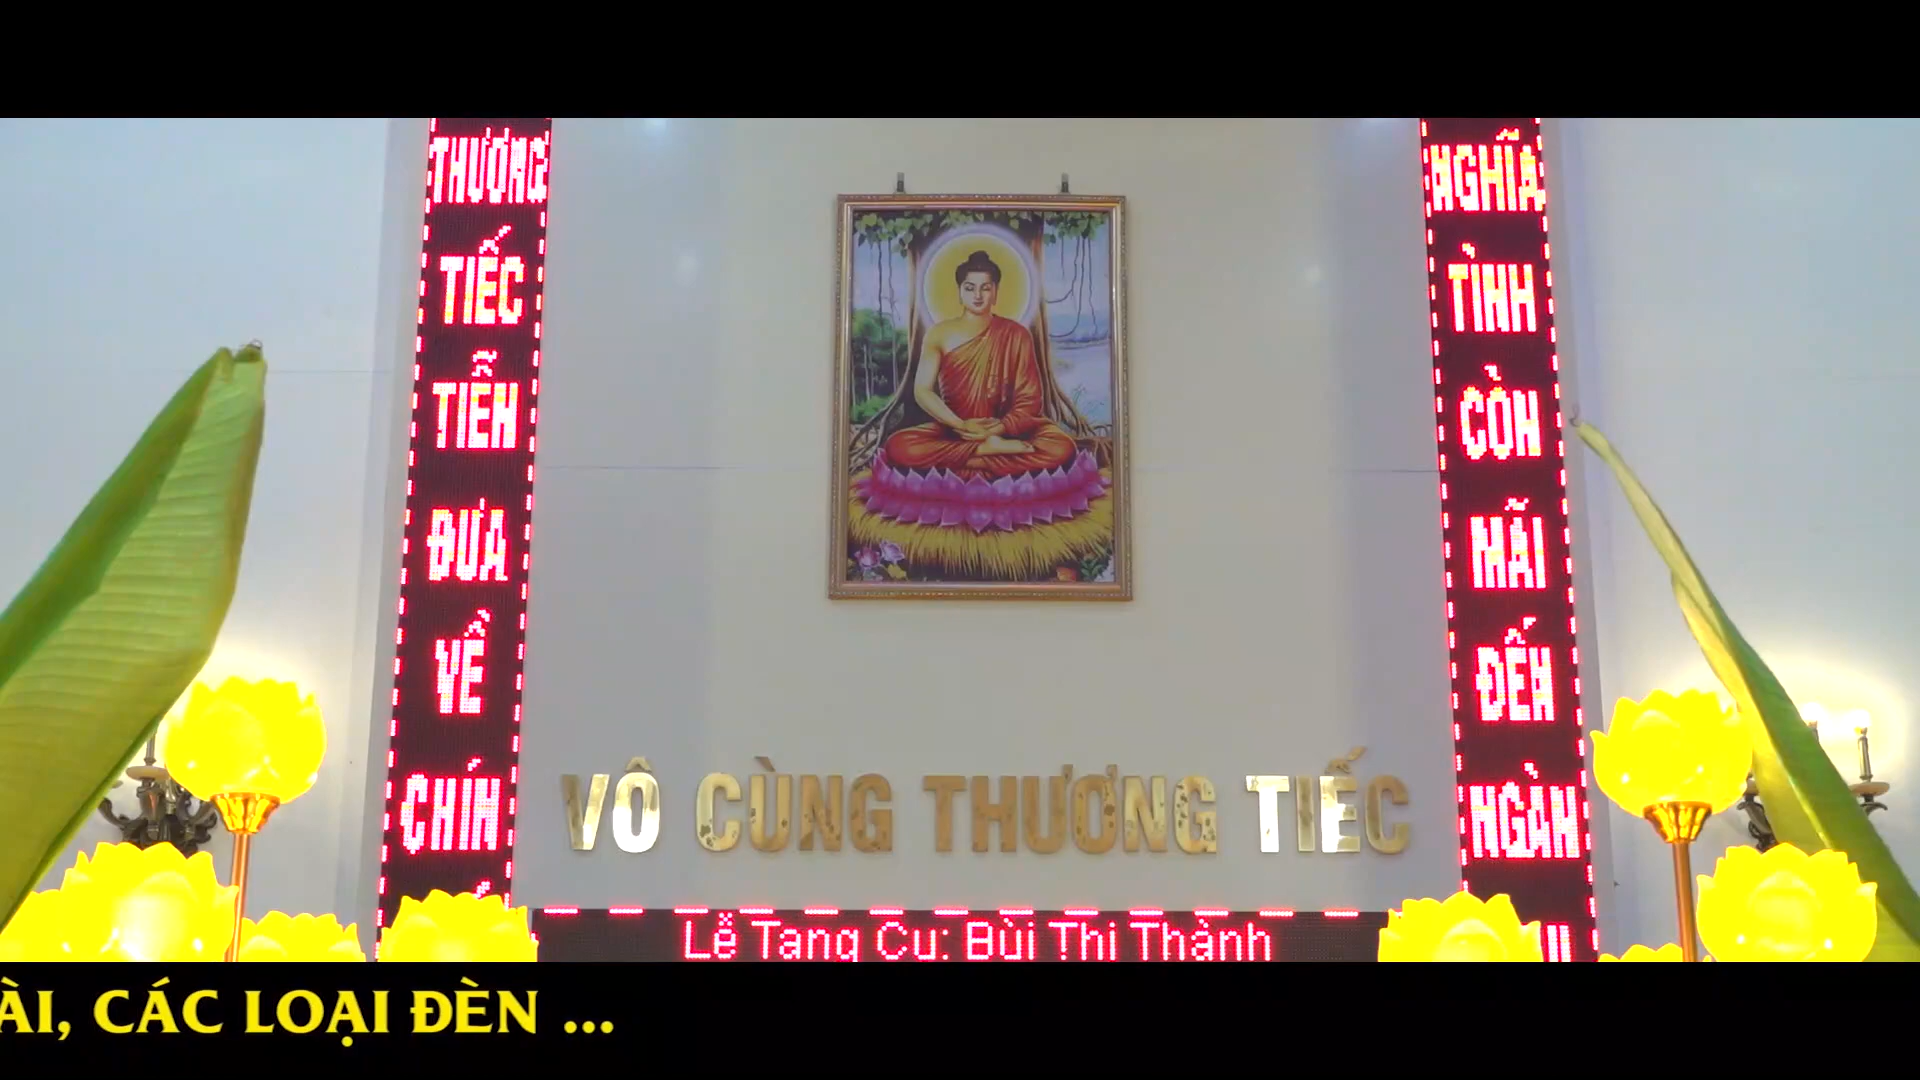 THƯƠNG
TIẾC
TIỄN
ĐƯA
VỀ
CHÍN
NGHĨA
TÌNH
CÒN
MÃI
ĐẾN
NGÀN
VÔ CÙNG THƯƠNG TIẾC
Lễ Tang Cụ: Bùi Thị Thành
ÀI, CÁC LOẠI ĐÈN ...